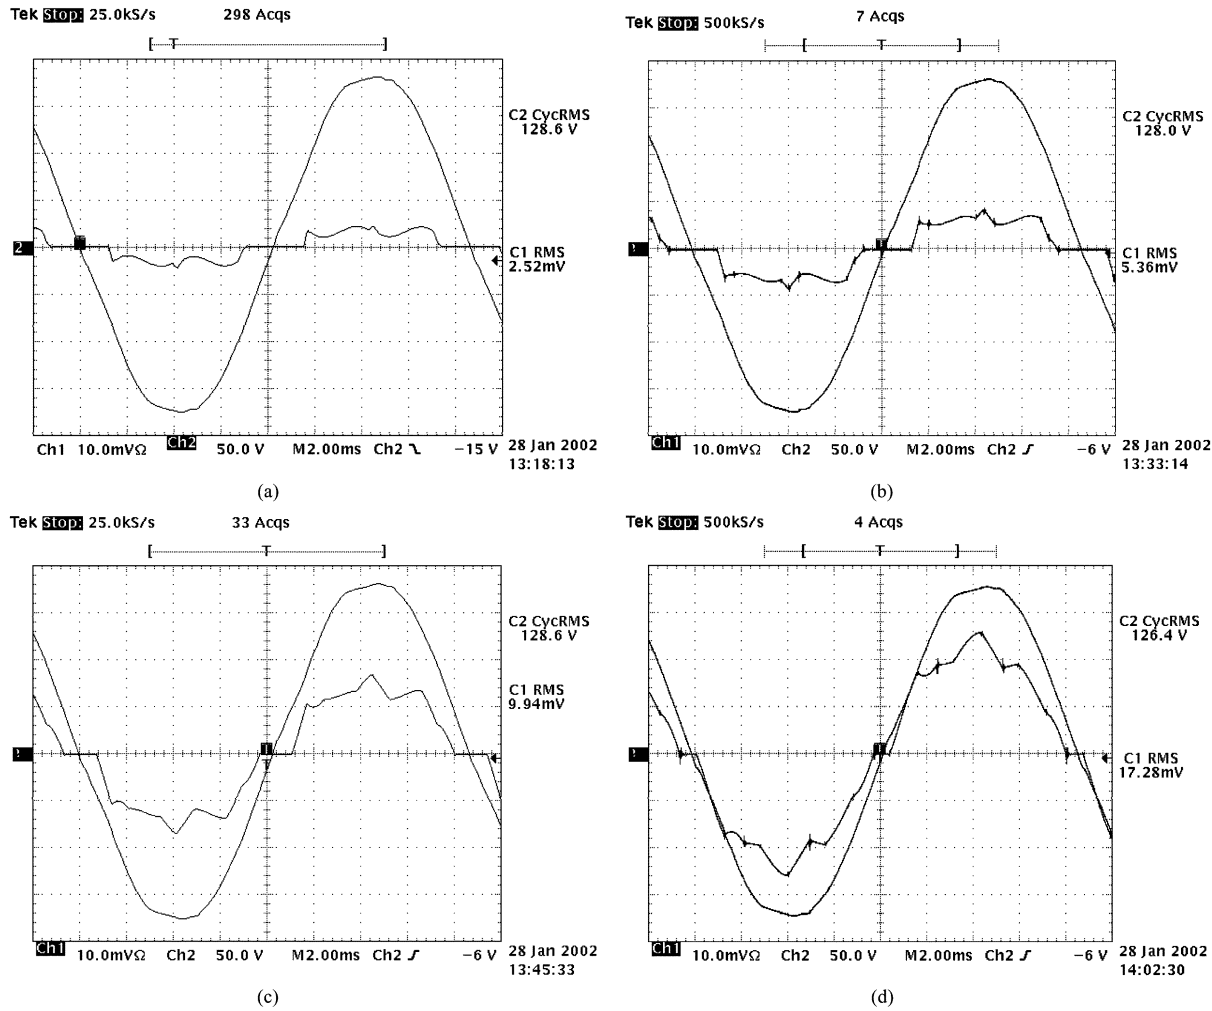 Tek Stop: 25.0kS/s 298 Acqs
[ T ]
C2 CycRMS
128.6 V
2
C1 RMS
2.52mV
Ch1 10.0mVΩ Ch2 50.0 V M2.00ms Ch2 −15 V
28 Jan 2002
13:18:13
(a)
Tek Stop: 500kS/s 7 Acqs
[ T ]
C2 CycRMS
128.0 V
T
C1 RMS
5.36mV
Ch1 10.0mVΩ Ch2 50.0 V M2.00ms Ch2 −6 V
28 Jan 2002
13:33:14
(b)
Tek Stop: 25.0kS/s 33 Acqs
[ T ]
C2 CycRMS
128.6 V
C1 RMS
9.94mV
T
Ch1 10.0mVΩ Ch2 50.0 V M2.00ms Ch2 −6 V
28 Jan 2002
13:45:33
(c)
Tek Stop: 500kS/s 4 Acqs
[ T ]
C2 CycRMS
126.4 V
T
C1 RMS
17.28mV
Ch1 10.0mVΩ Ch2 50.0 V M2.00ms Ch2 −6 V
28 Jan 2002
14:02:30
(d)